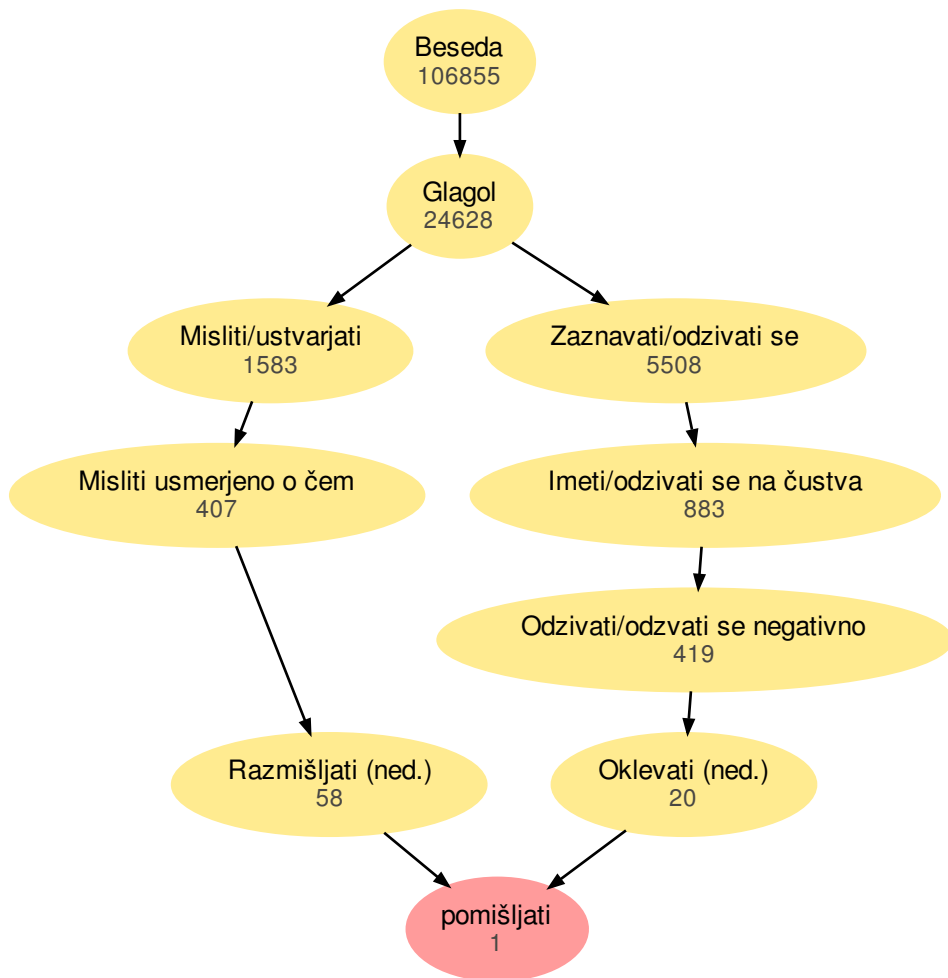 Beseda
106855
Glagol
24628
Misliti/ustvarjati
1583
Zaznavati/odzivati se
5508
Misliti usmerjeno o čem
407
Imeti/odzivati se na čustva
883
Odzivati/odzvati se negativno
419
Razmišljati (ned.)
58
Oklevati (ned.)
20
pomišljati
1